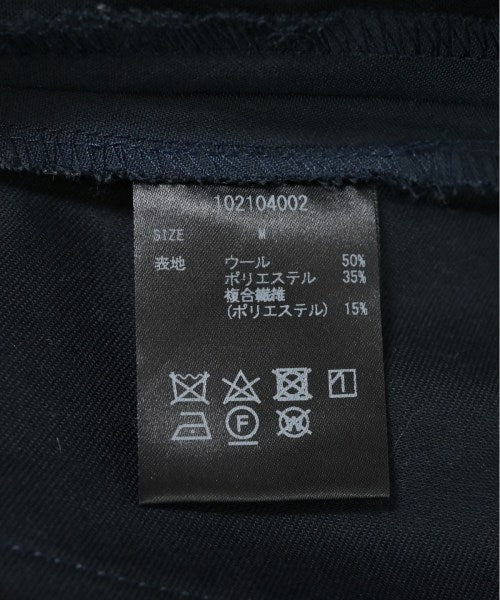 102104002
SIZE M
表地 ウール 50%
ポリエステル 35%
複合繊維
(ポリエステル) 15%
F
W